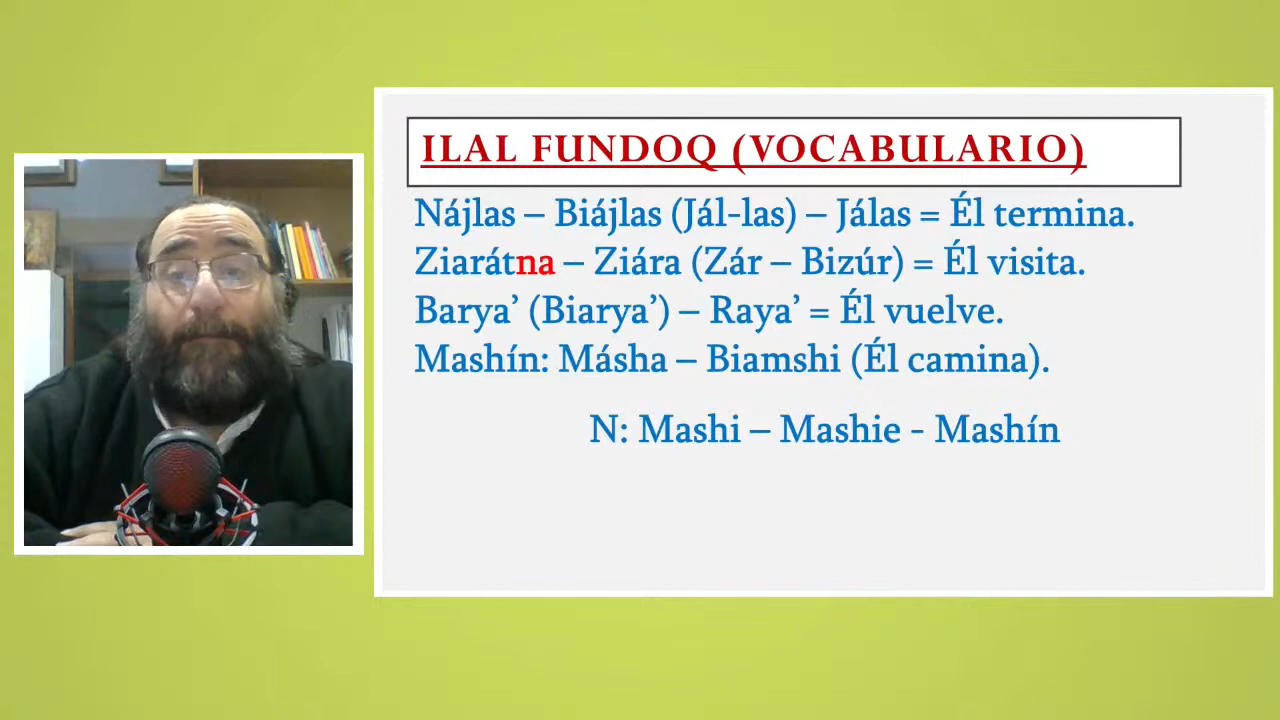 ILAL FUNDOQ (VOCABULARIO)
Nájlas – Biájlas (Jál-las) – Jálas = Él termina.
Ziarátna – Ziára (Zár – Bizúr) = Él visita.
Barya’ (Biarya’) – Raya’ = Él vuelve.
Mashín: Másha – Biamshi (Él camina).
N: Mashi – Mashie - Mashín